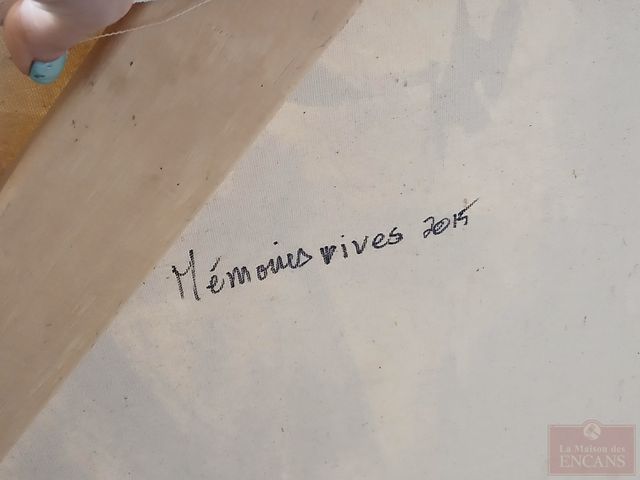 Mémoires vives 2015
La Maison des
ENCANS